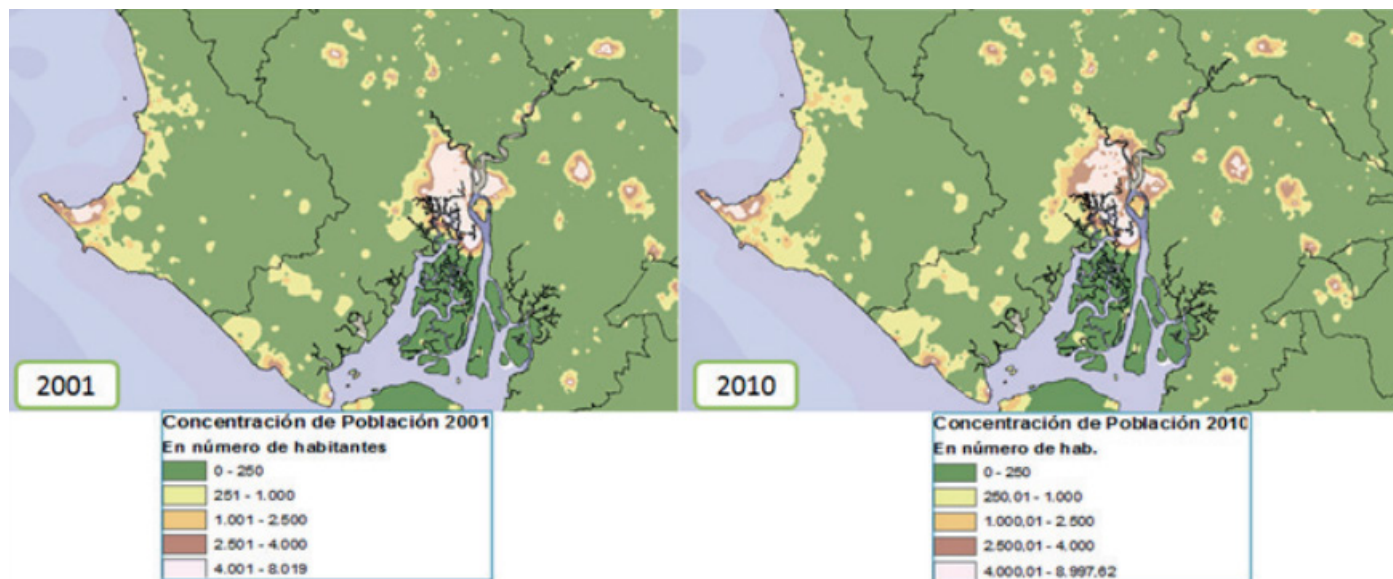 2001
2010
Concentración de Población 2001
En número de habitantes
0 - 250
251 - 1.000
1.001 - 2.500
2.501 - 4.000
4.001 - 8.019
Concentración de Población 2010
En número de hab.
0 - 250
250,01 - 1.000
1.000,01 - 2.500
2.500,01 - 4.000
4.000,01 - 8.997,62